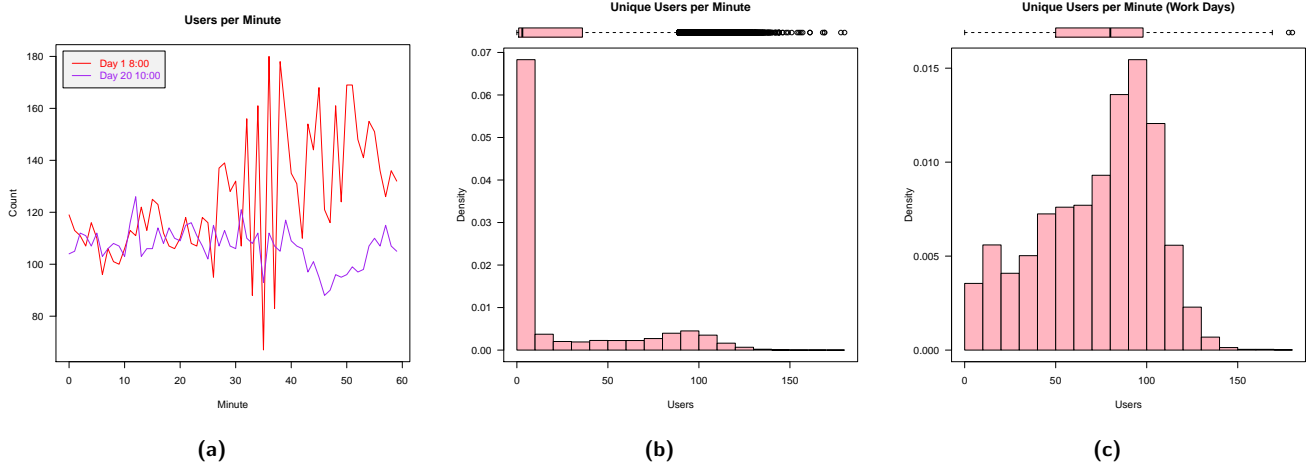 Users per Minute
Day 1 8:00
Day 20 10:00
180
160
140
120
100
80
Count
0 10 20 30 40 50 60
Minute
(a)
Unique Users per Minute
0.07
0.06
0.05
0.04
0.03
0.02
0.01
0.00
Density
0 50 100 150
Users
(b)
Unique Users per Minute (Work Days)
0.015
0.010
0.005
0.000
Density
0 50 100 150
Users
(c)